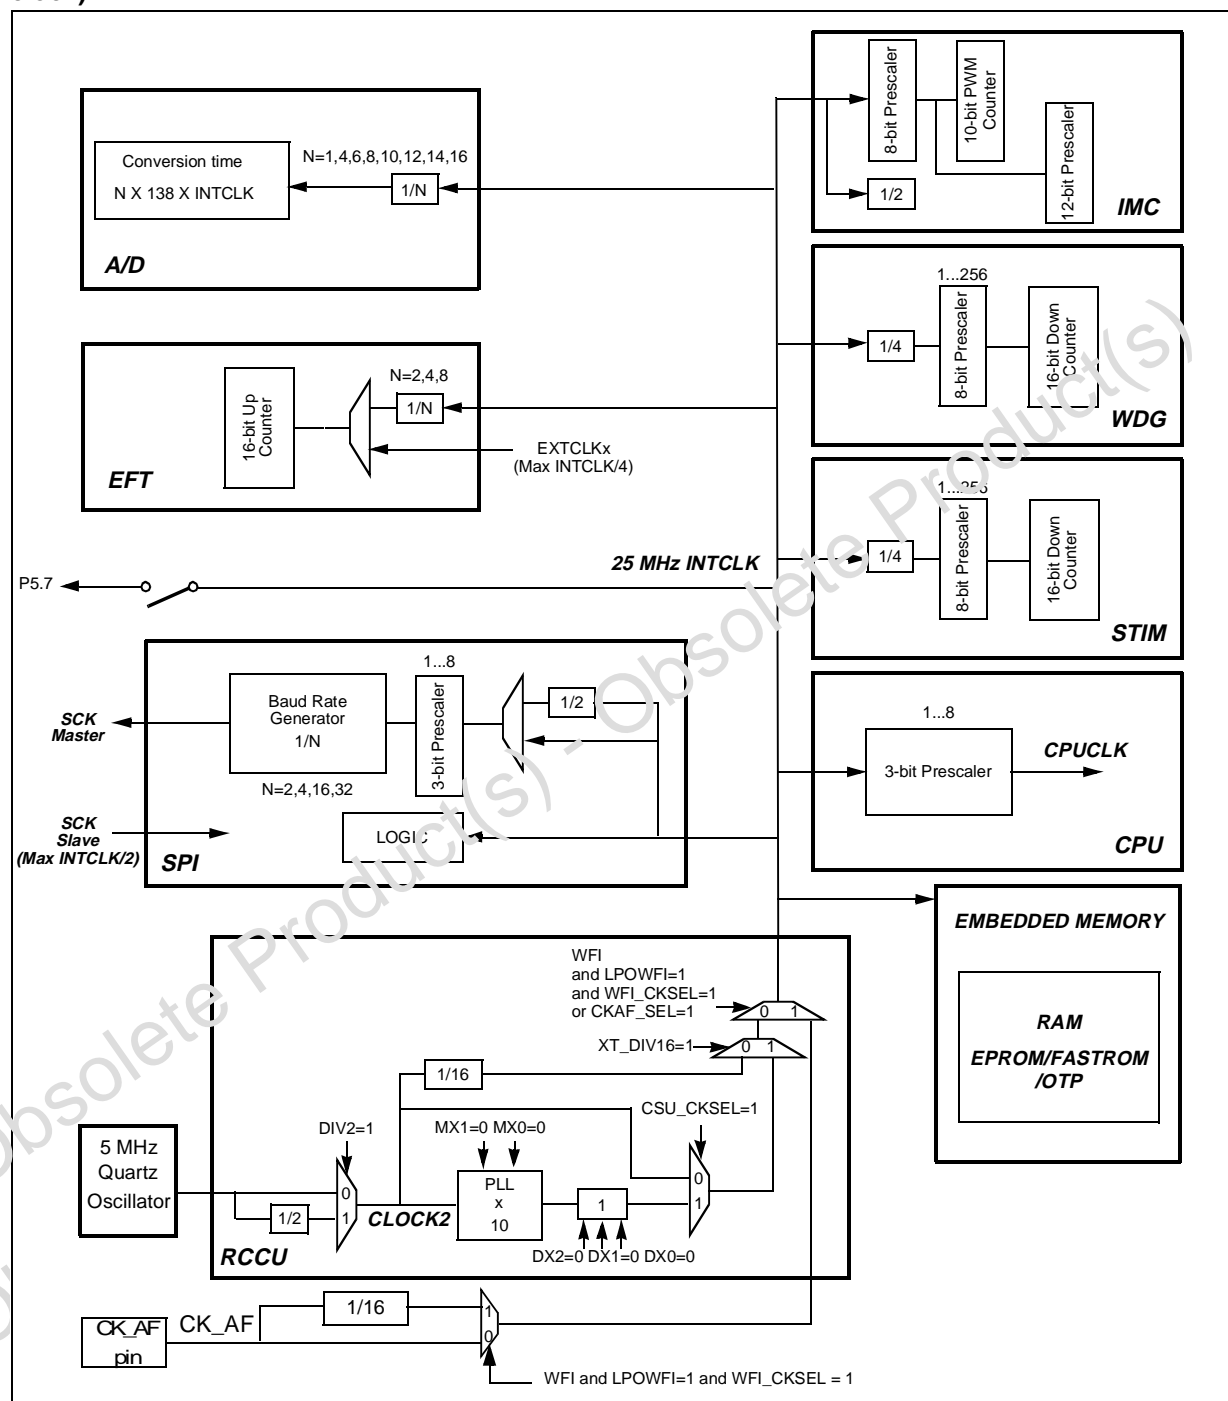 Conversion time
N X 138 X INTCLK
N=1,4,6,8,10,12,14,16
1/N
A/D
8-bit Prescaler
10-bit PWM
Counter
12-bit Prescaler
1/2
IMC
1...256
1/4
8-bit Prescaler
16-bit Down
Counter
WDG
16-bit Up
Counter
N=2,4,8
1/N
EXTCLKx
(Max INTCLK/4)
EFT
1...256
1/4
8-bit Prescaler
16-bit Down
Counter
STIM
25 MHz INTCLK
P5.7
SCK
Master
Baud Rate
Generator
1/N
N=2,4,16,32
1...8
3-bit Prescaler
1/2
SCK
Slave
(Max INTCLK/2)
LOGIC
SPI
1...8
3-bit Prescaler
CPUCLK
CPU
EMBEDDED MEMORY
RAM
EPROM/FASTROM
/OTP
WFI
and LPOWFI=1
and WFI_CKSEL=1
or CKAF_SEL=1
0 1
XT_DIV16=1
0 1
1/16
CSU_CKSEL=1
DIV2=1
MX1=0 MX0=0
5 MHz
Quartz
Oscillator
1/2
0
1
CLOCK2
PLL
x
10
1
0
1
DX2=0 DX1=0 DX0=0
RCCU
CK_AF
pin
CK_AF
1/16
1
0
WFI and LPOWFI=1 and WFI_CKSEL = 1
Obsolete Product(s) - Obsolete Product(s)